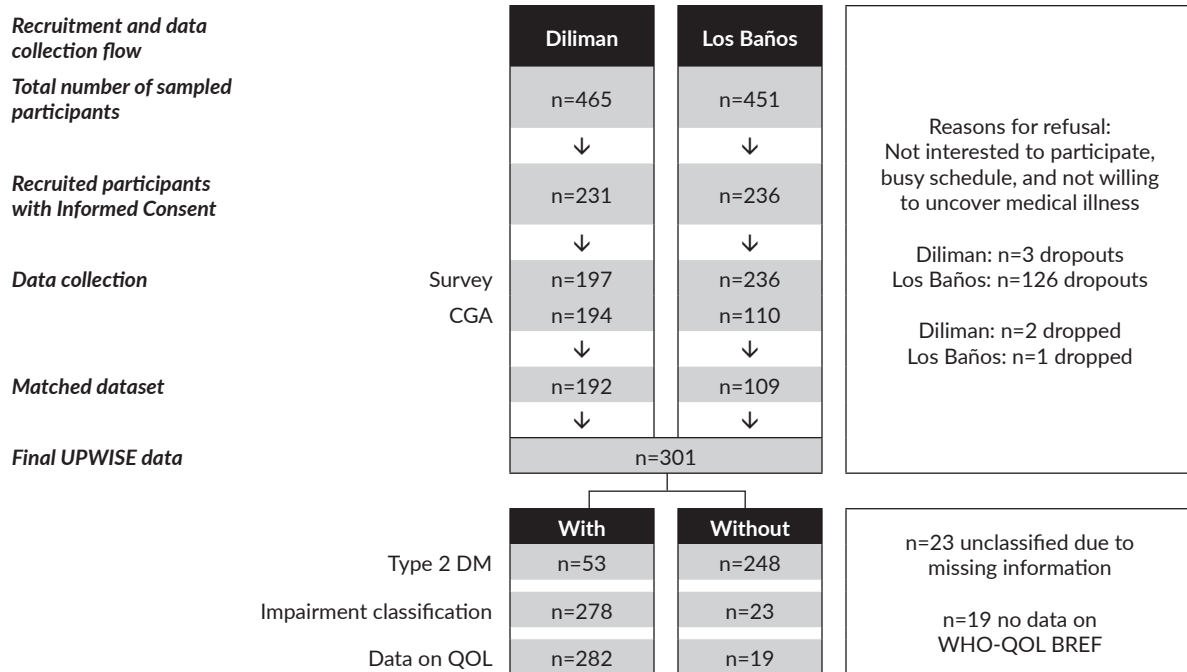 Recruitment and data
collection flow
Diliman
Los Baños
Total number of sampled
participants
n=465
n=451
↓
↓
Recruited participants
with Informed Consent
n=231
n=236
↓
↓
Data collection
Survey
n=197
n=236
CGA
n=194
n=110
↓
↓
Matched dataset
n=192
n=109
↓
↓
Final UPWISE data
n=301
Reasons for refusal:
Not interested to participate,
busy schedule, and not willing
to uncover medical illness
Diliman: n=3 dropouts
Los Baños: n=126 dropouts
Diliman: n=2 dropped
Los Baños: n=1 dropped
With
Without
Type 2 DM
n=53
n=248
Impairment classification
n=278
n=23
Data on QOL
n=282
n=19
n=23 unclassified due to
missing information
n=19 no data on
WHO-QOL BREF